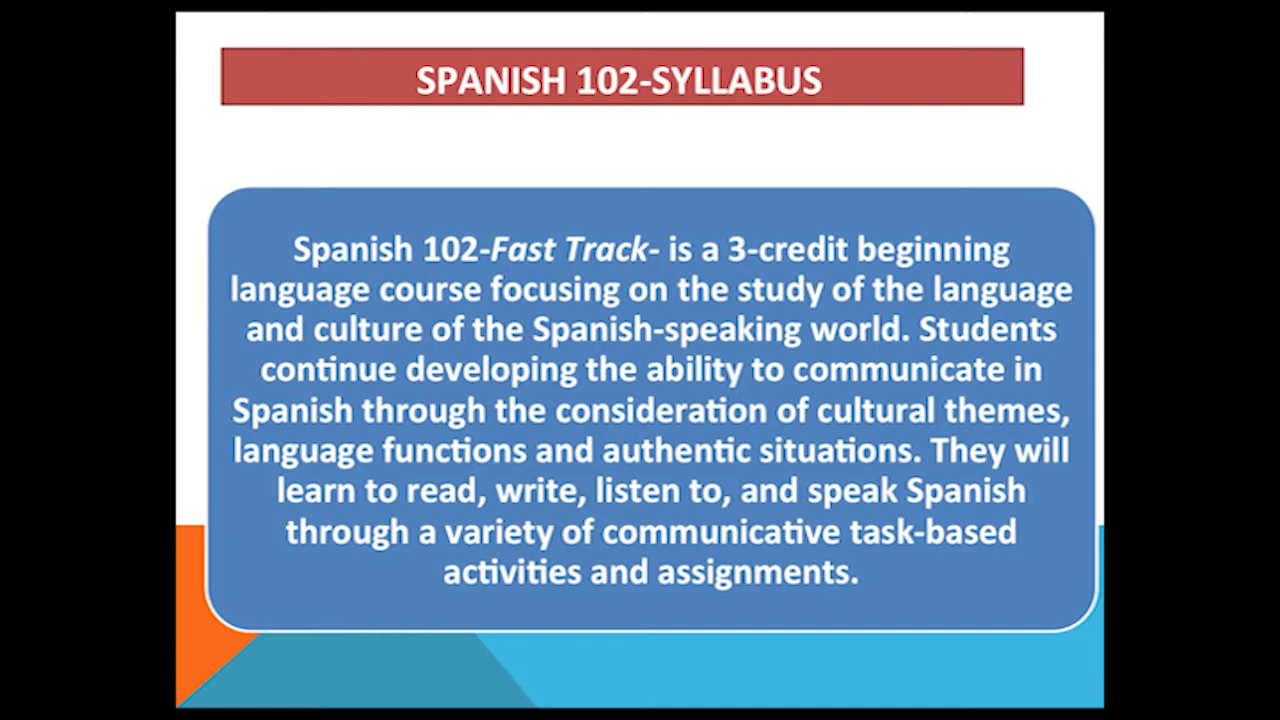 SPANISH 102-SYLLABUS
Spanish 102-Fast Track- is a 3-credit beginning
language course focusing on the study of the language
and culture of the Spanish-speaking world. Students
continue developing the ability to communicate in
Spanish through the consideration of cultural themes,
language functions and authentic situations. They will
learn to read, write, listen to, and speak Spanish
through a variety of communicative task-based
activities and assignments.